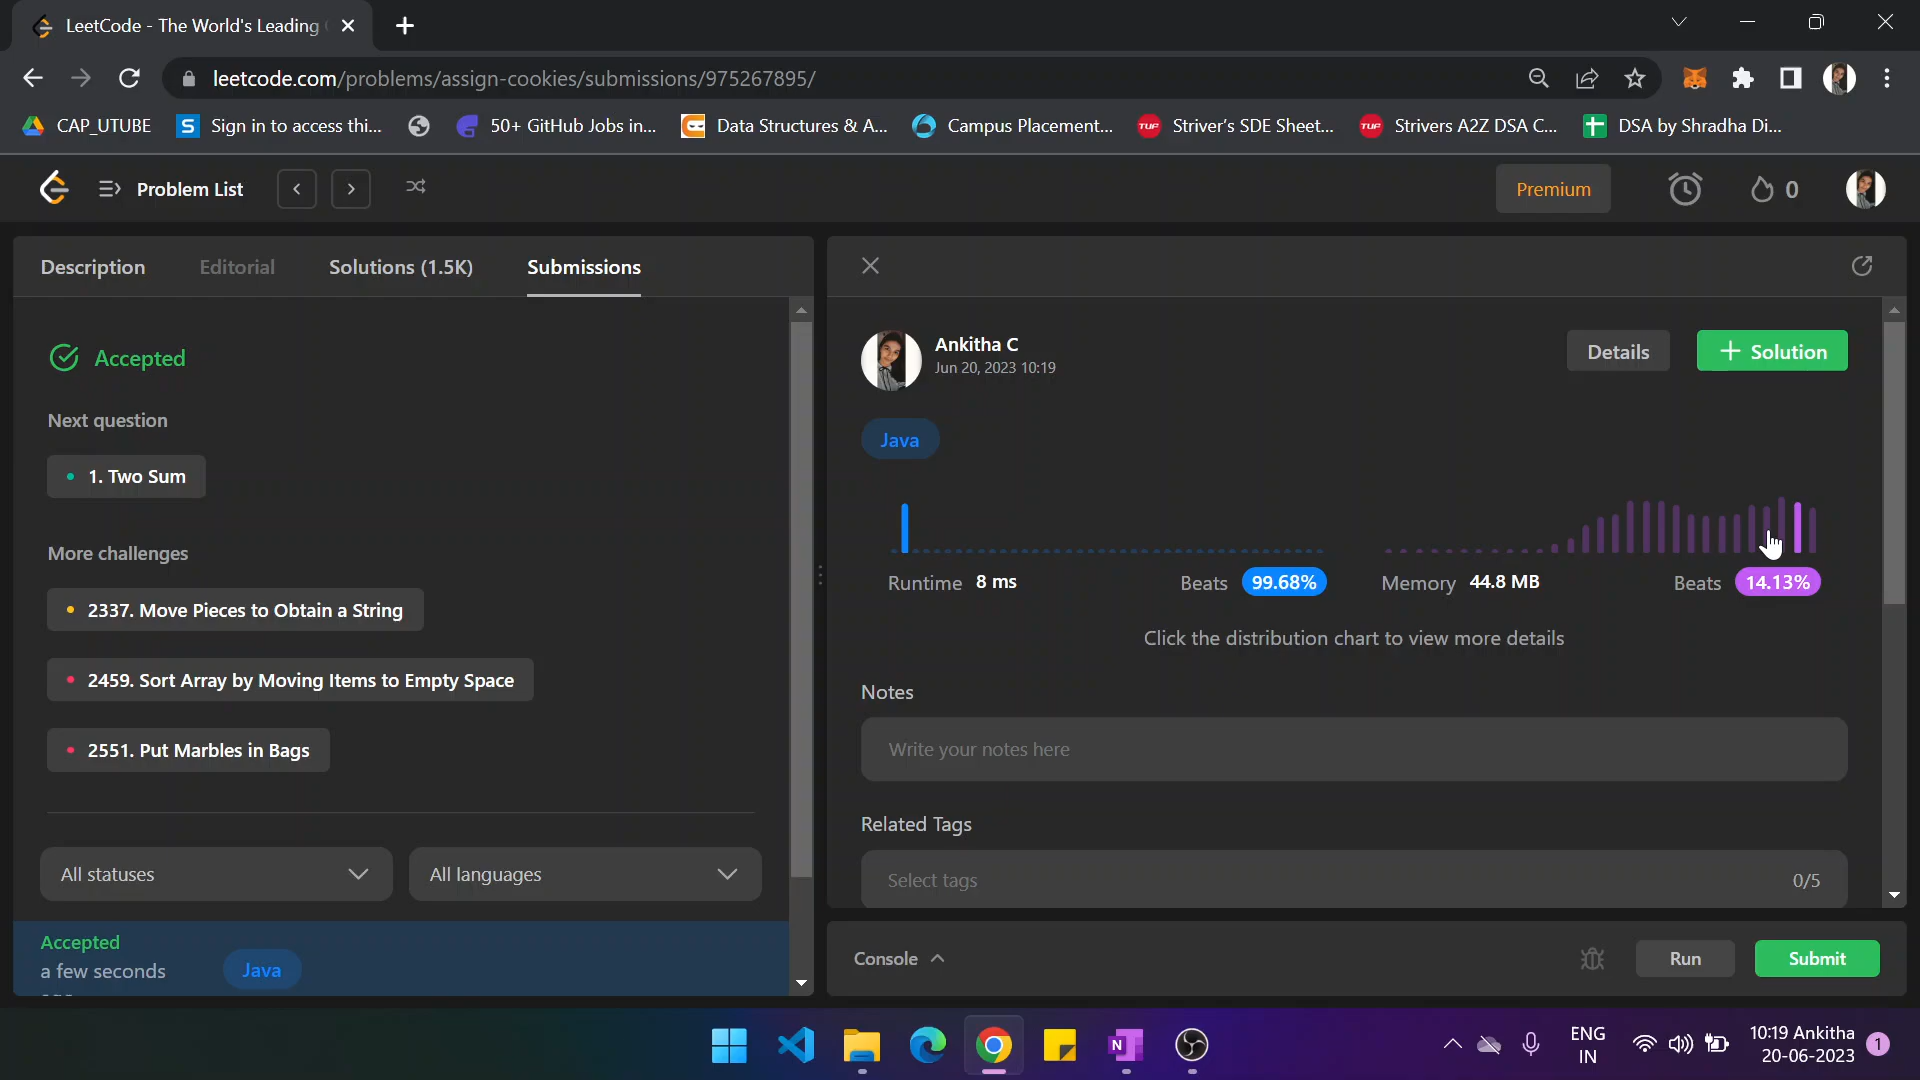 LeetCode - The World's Leading
leetcode.com/problems/assign-cookies/submissions/975267895/
CAP_UTUBE
Sign in to access thi...
50+ GitHub Jobs in...
Data Structures & A...
Campus Placement...
TUF Striver's SDE Sheet...
TUF Strivers A2Z DSA C...
DSA by Shradha Di...
Problem List
Premium
0
Description Editorial Solutions (1.5K) Submissions
Accepted
Next question
1. Two Sum
More challenges
2337. Move Pieces to Obtain a String
2459. Sort Array by Moving Items to Empty Space
2551. Put Marbles in Bags
All statuses All languages
Accepted
a few seconds
Java
Ankitha C
Jun 20, 2023 10:19
Details
+ Solution
Java
Runtime 8 ms Beats 99.68% Memory 44.8 MB Beats 14.13%
Click the distribution chart to view more details
Notes
Write your notes here
Related Tags
Select tags 0/5
Console Run Submit
ENG
IN
10:19 Ankitha
20-06-2023
1